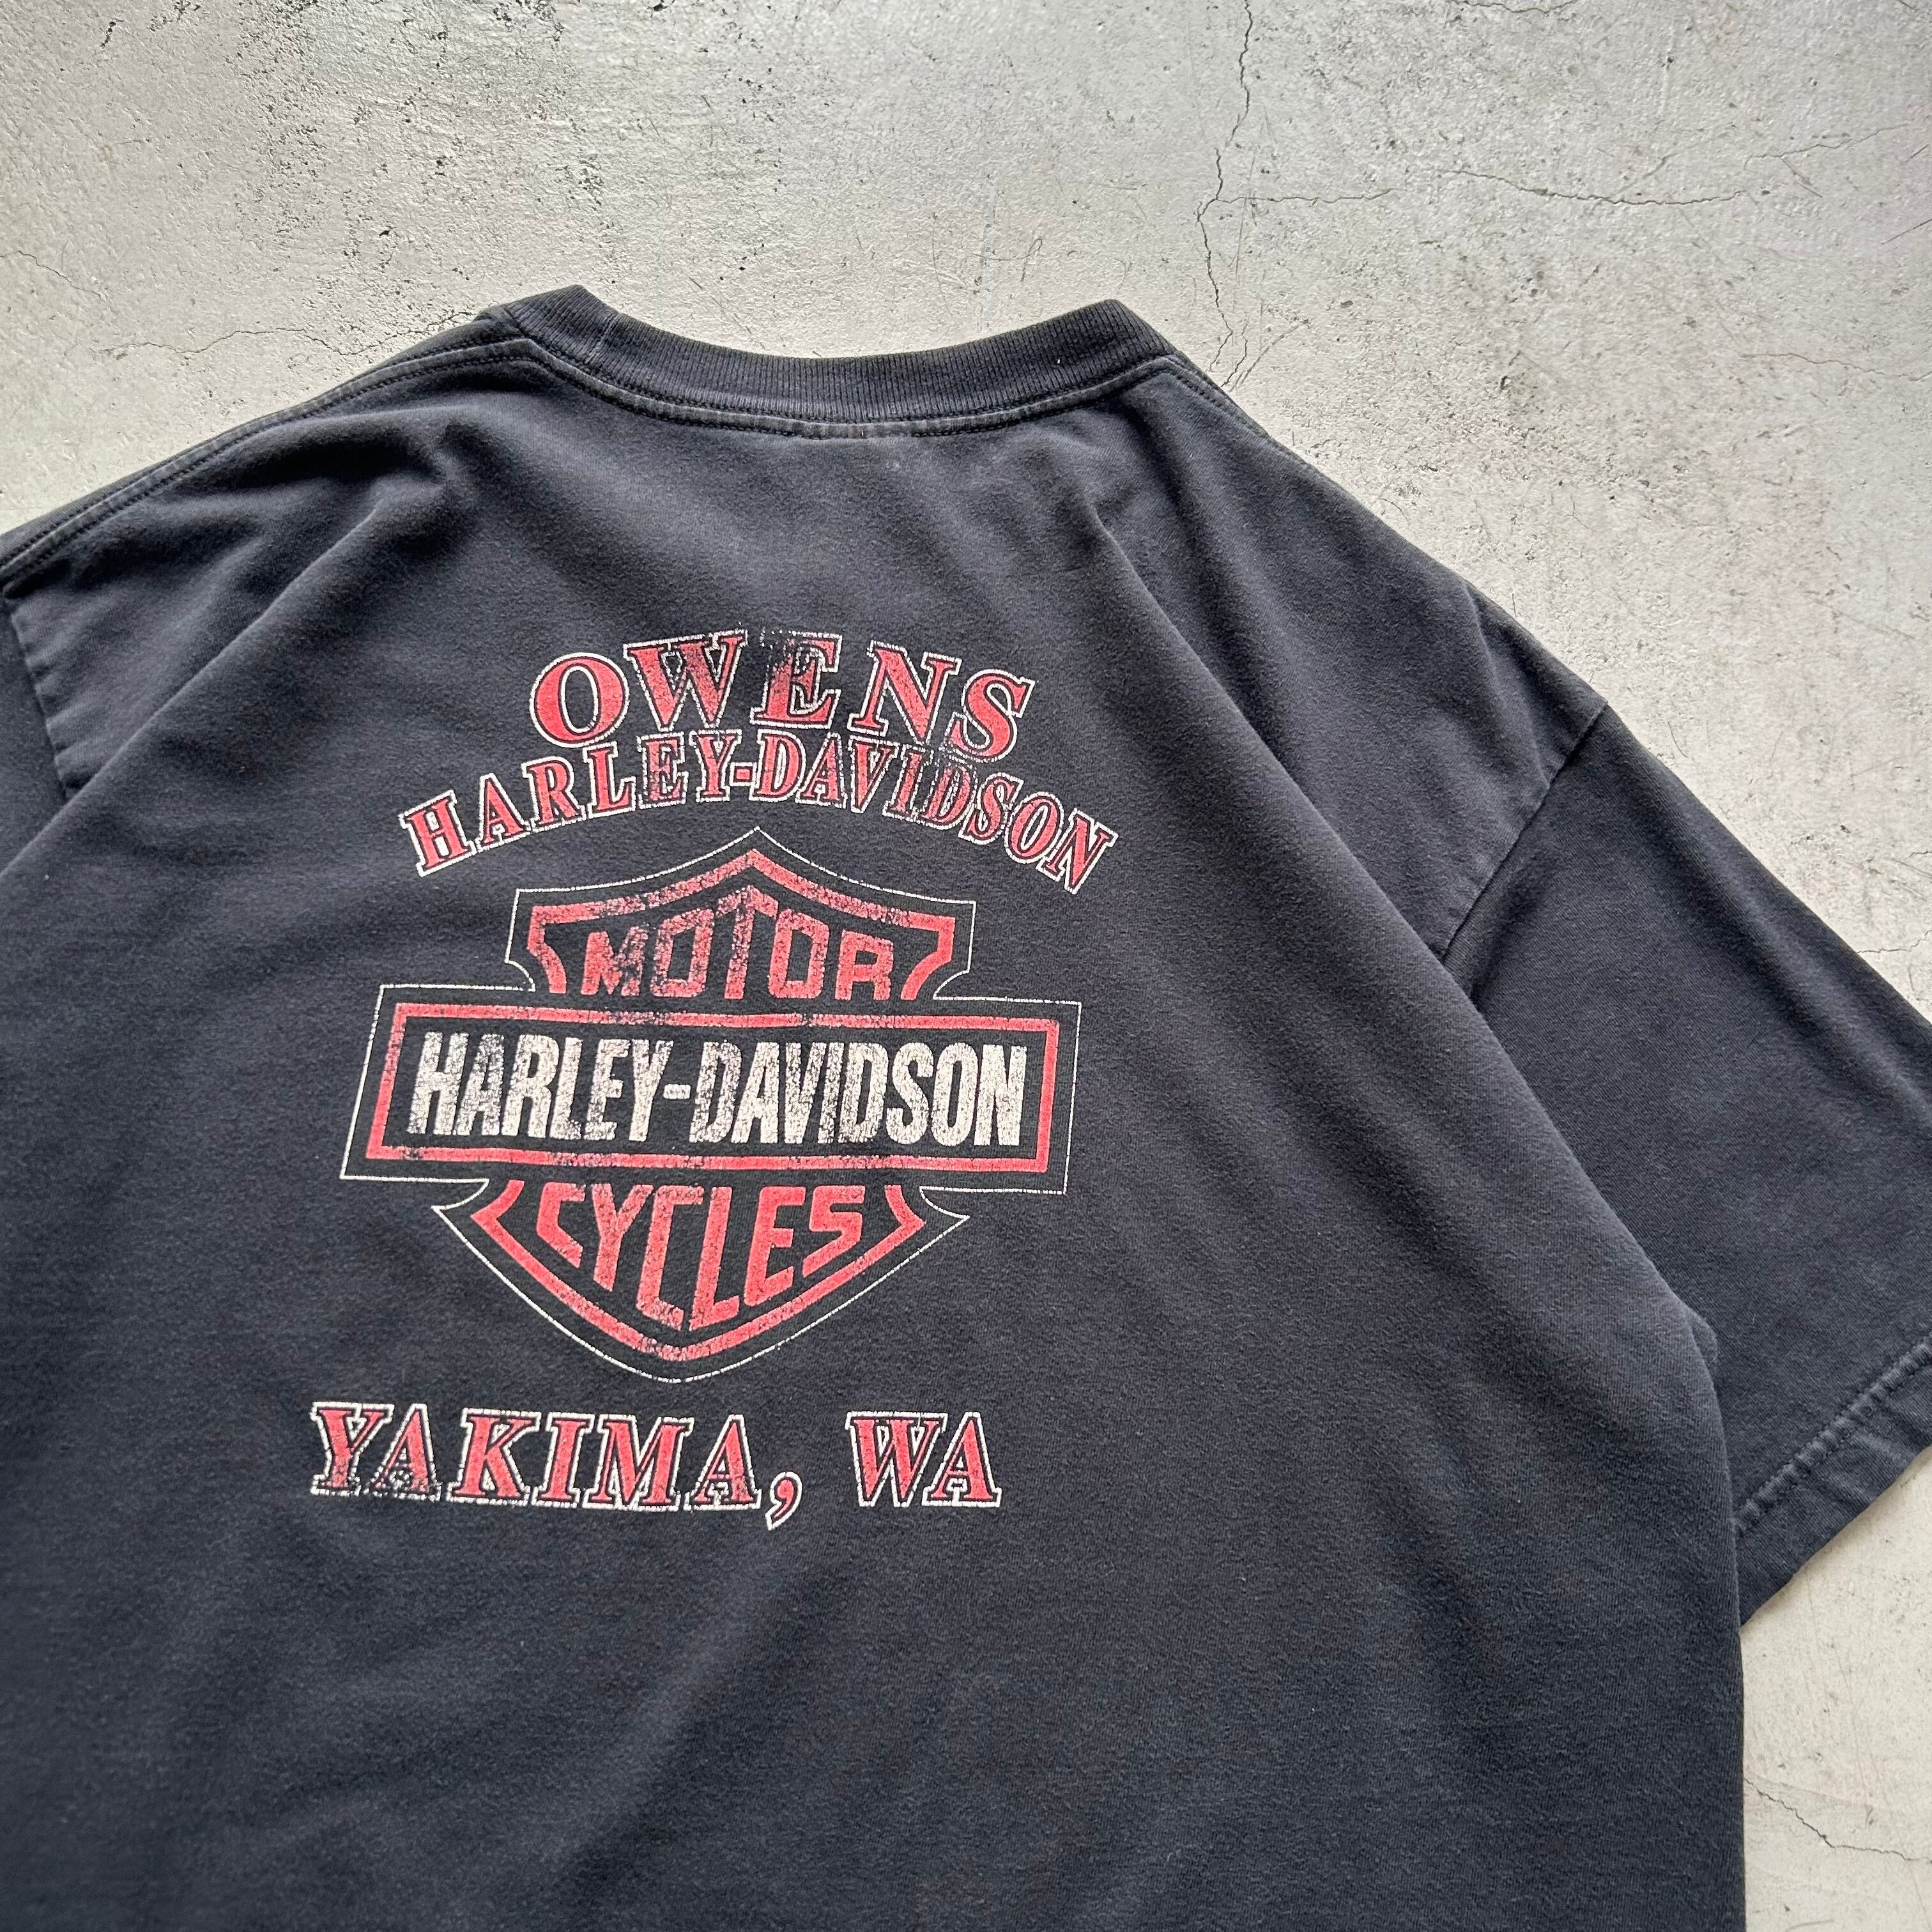 OWENS
HARLEY-DAVIDSON
MOTOR
HARLEY-DAVIDSON
CYCLES
YAKIMA, WA